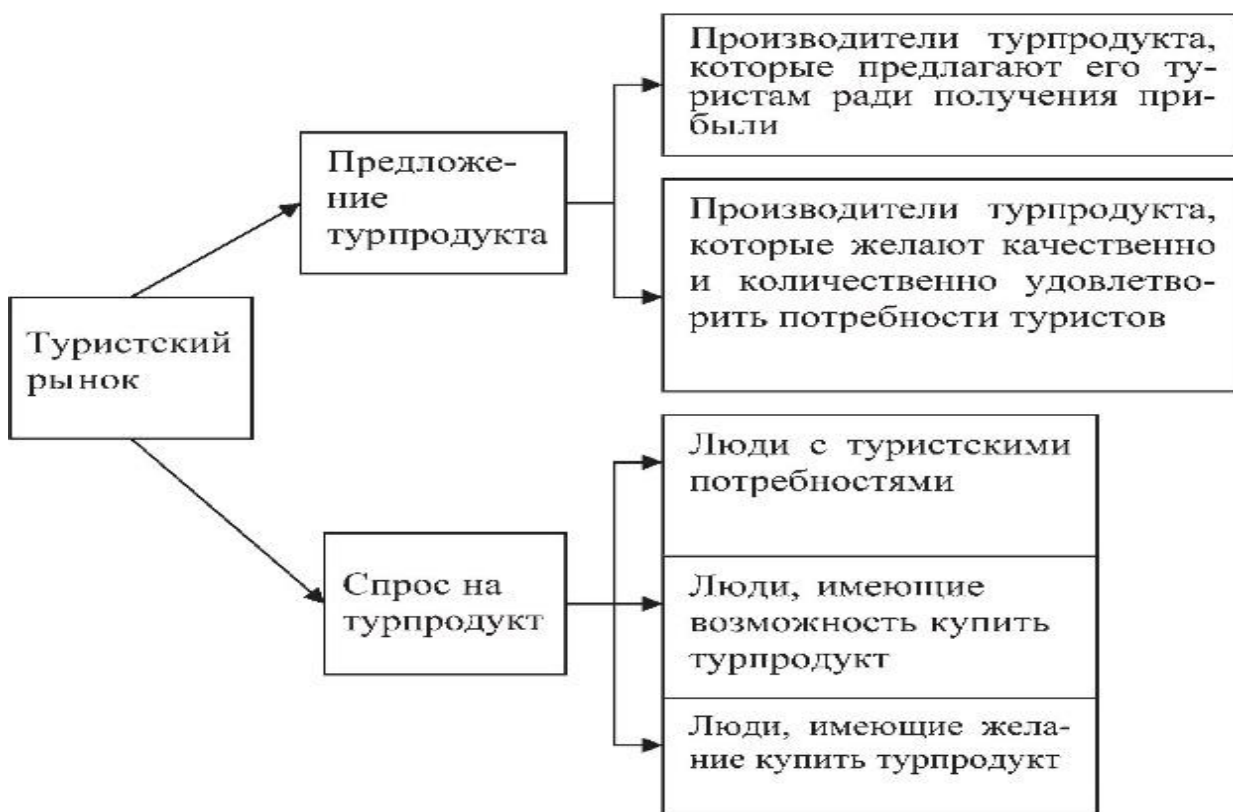 Производители турпродукта,
которые предлагают его ту-
ристам ради получения при-
были
Предложе-
ние
турпродукта
Производители турпродукта,
которые желают качественно
и количественно удовлетво-
рить потребности туристов
Туристский
рынок
Люди с туристскими
потребностями
Спрос на
турпродукт
Люди, имеющие
возможность купить
турпродукт
Люди, имеющие жела-
ние купить турпродукт